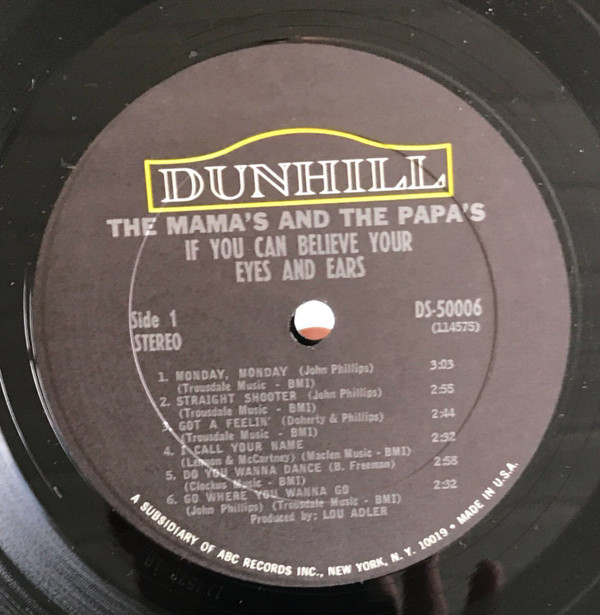 DUNHILL
THE MAMA'S AND THE PAPA'S
IF YOU CAN BELIEVE YOUR
EYES AND EARS
Side 1
STEREO
DS-50006
(114575)
1. MONDAY, MONDAY (John Phillips) 3:03
(Trousdale Music - BMI)
2. STRAIGHT SHOOTER (John Phillips) 2:55
(Trousdale Music - BMI)
3. GOT A FEELIN' (Doherty & Phillips) 2:44
(Trousdale Music - BMI)
4. I CALL YOUR NAME 2:32
(Lennon & McCartney) (Maclen Music - BMI)
5. DO YOU WANNA DANCE (B. Freeman) 2:58
(Clockus Music - BMI)
6. GO WHERE YOU WANNA GO 2:32
(John Phillips) (Trousdale Music - BMI)
Produced by: LOU ADLER
A SUBSIDIARY OF ABC RECORDS INC., NEW YORK, N. Y. 10019 • MADE IN U.S.A.